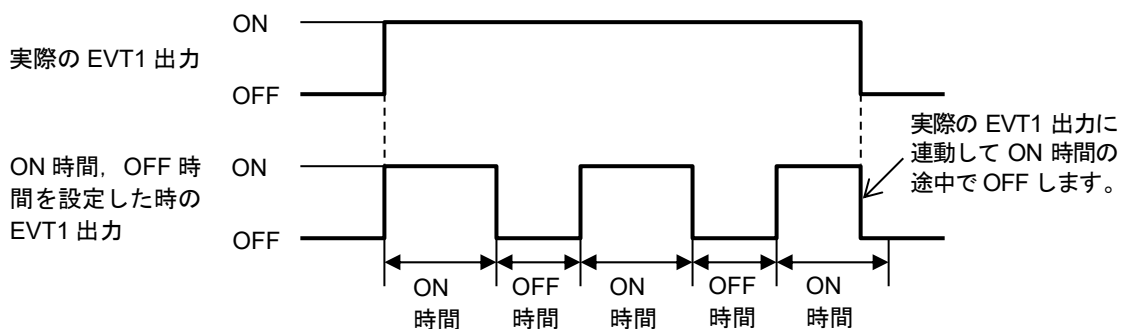 ON
実際の EVT1 出力
OFF
実際の EVT1 出力に
連動して ON 時間の
途中で OFF します。
ON 時間，OFF 時
間を設定した時の
EVT1 出力
ON
OFF
ON
時間
OFF
時間
ON
時間
OFF
時間
ON
時間